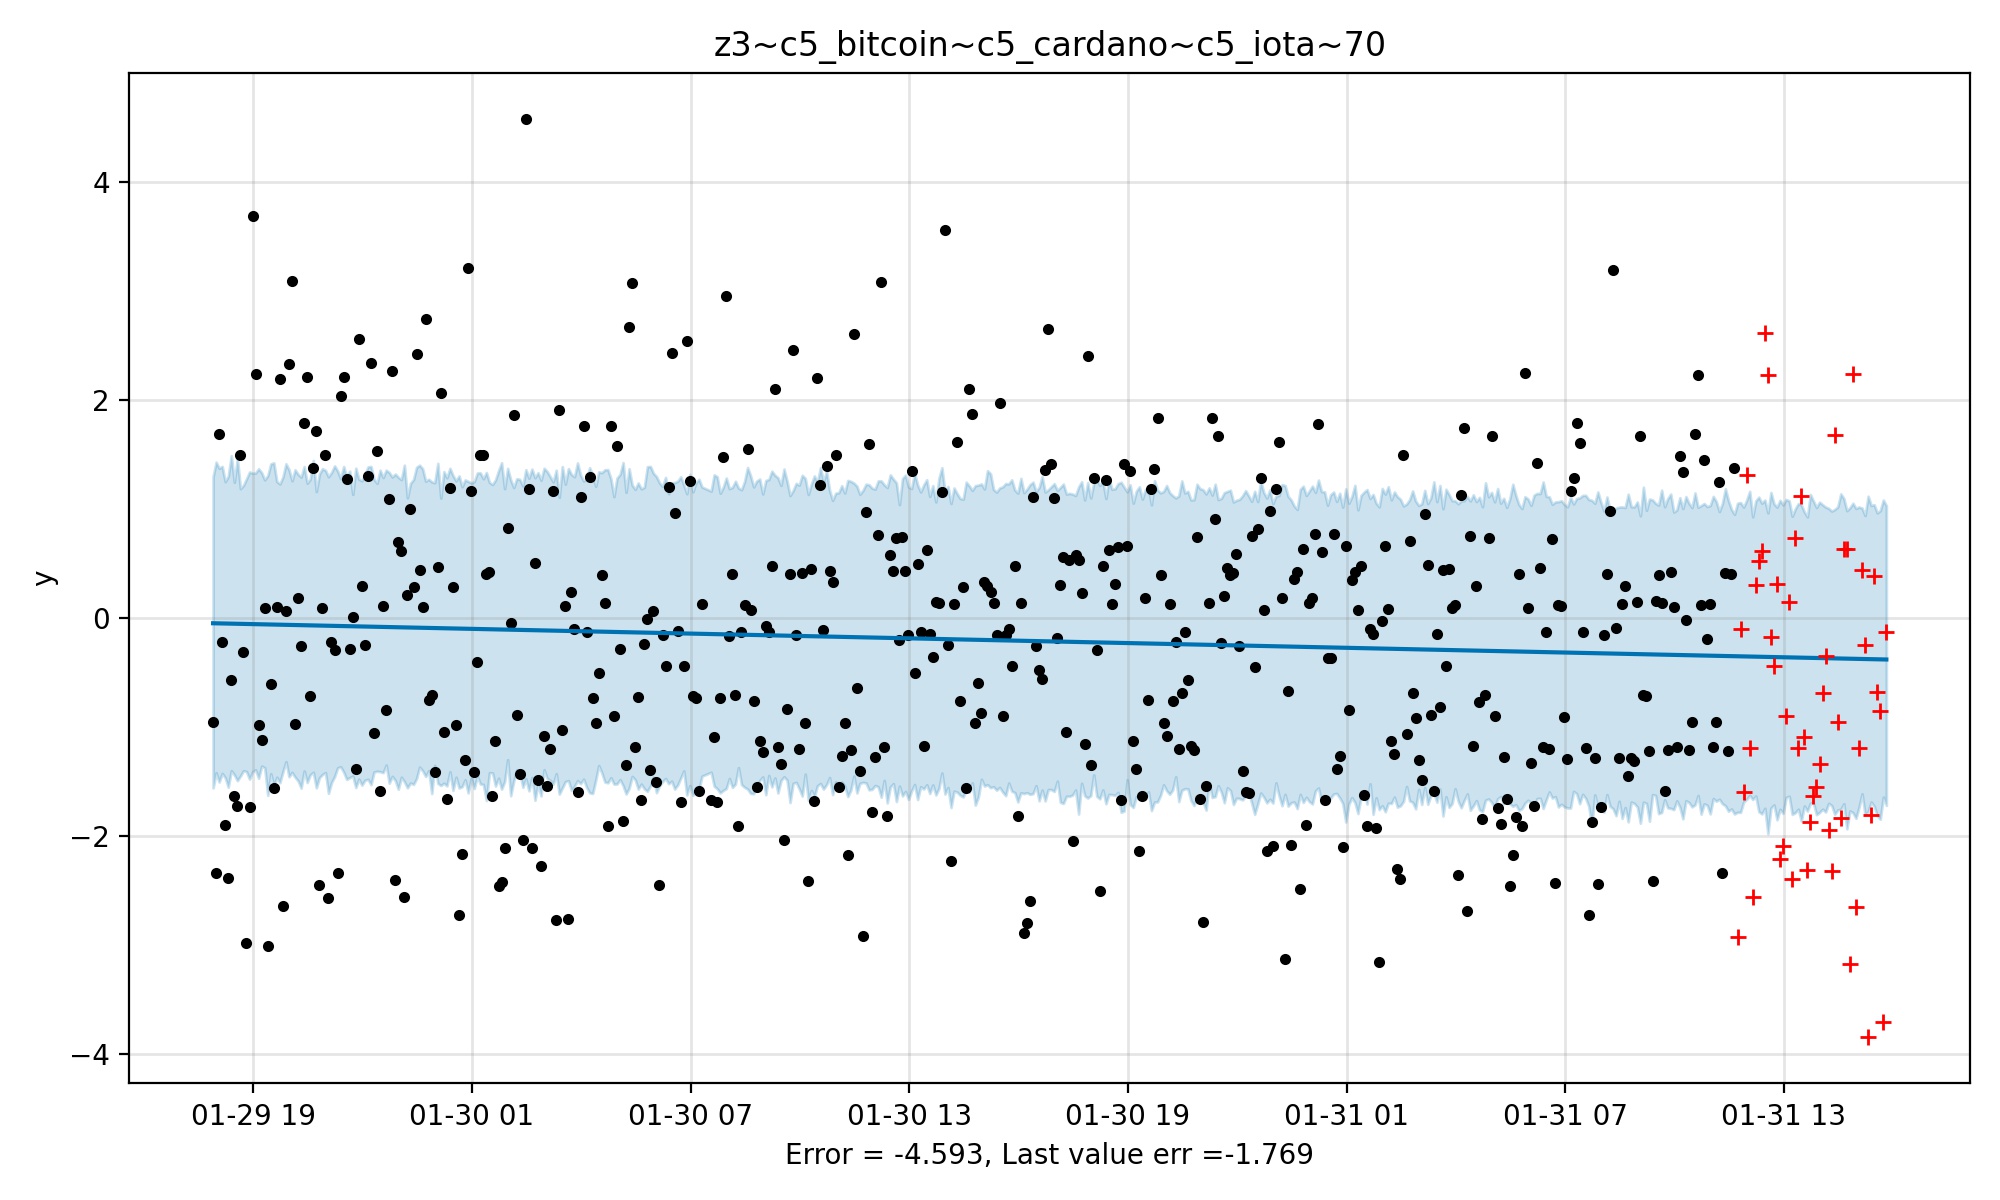 z3~c5_bitcoin~c5_cardano~c5_iota~70
y
4
2
0
−2
−4
01-29 19 01-30 01 01-30 07 01-30 13 01-30 19 01-31 01 01-31 07 01-31 13
Error = -4.593, Last value err =-1.769